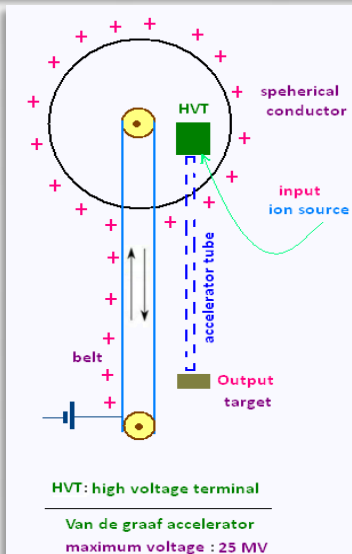 HVT
speherical
conductor
input
ion source
accelerator tube
belt
Output
target
HVT: high voltage terminal
Van de graaf accelerator
maximum voltage : 25 MV